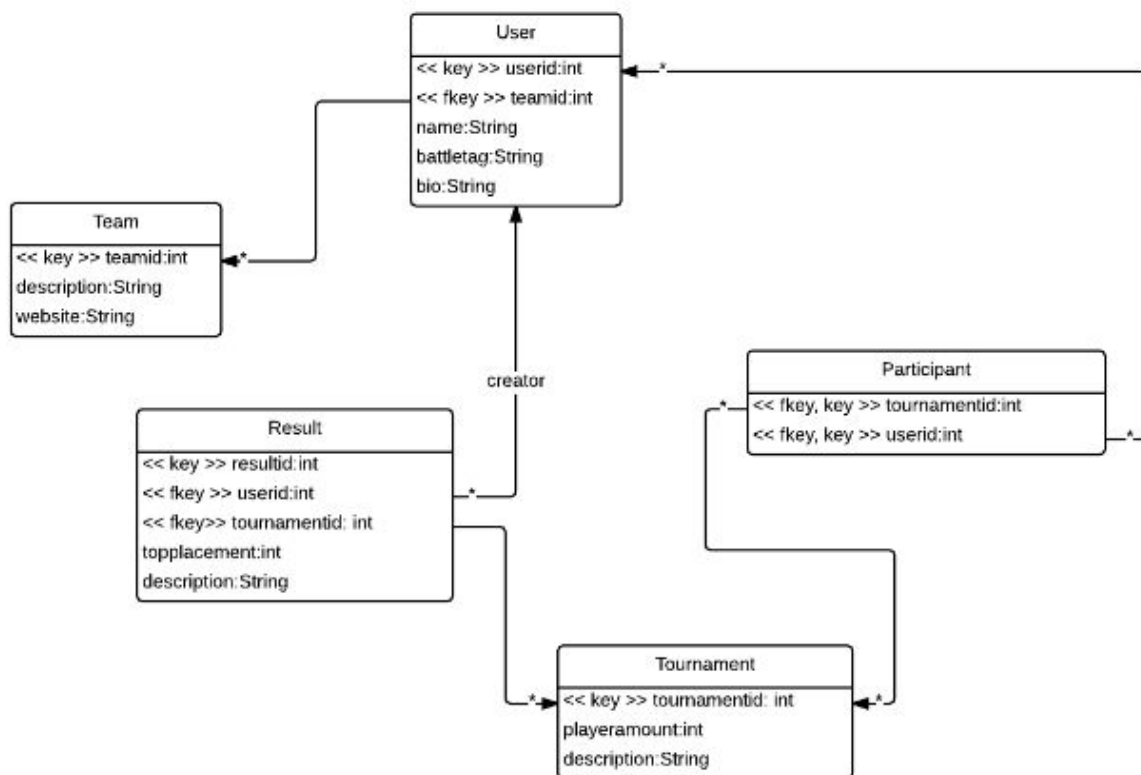 User
<< key >> userid:int
<< fkey >> teamid:int
name:String
battletag:String
bio:String
*
Team
<< key >> teamid:int
description:String
website:String
*
creator
Participant
<< fkey, key >> tournamentid:int
<< fkey, key >> userid:int
*
*
Result
<< key >> resultid:int
<< fkey >> userid:int
<< fkey>> tournamentid: int
topplacement:int
description:String
*
Tournament
<< key >> tournamentid: int
playeramount:int
description:String
*
*